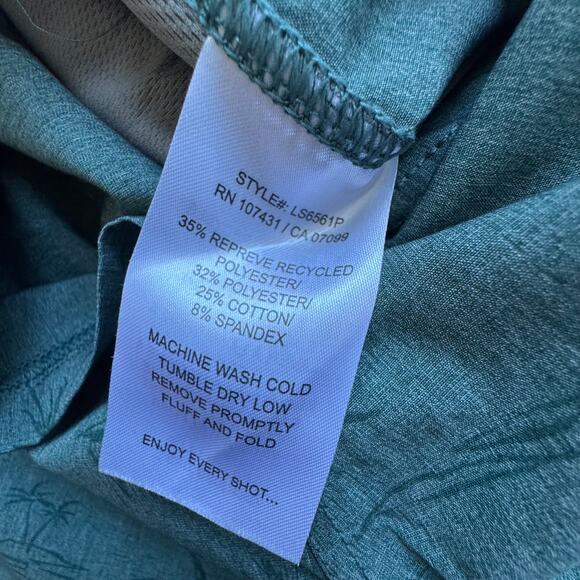 STYLE#: LS6561P
RN 107431 / CA 07099
35% REPREVE RECYCLED
POLYESTER/
32% POLYESTER/
25% COTTON/
8% SPANDEX
MACHINE WASH COLD
TUMBLE DRY LOW
REMOVE PROMPTLY
FLUFF AND FOLD
ENJOY EVERY SHOT...